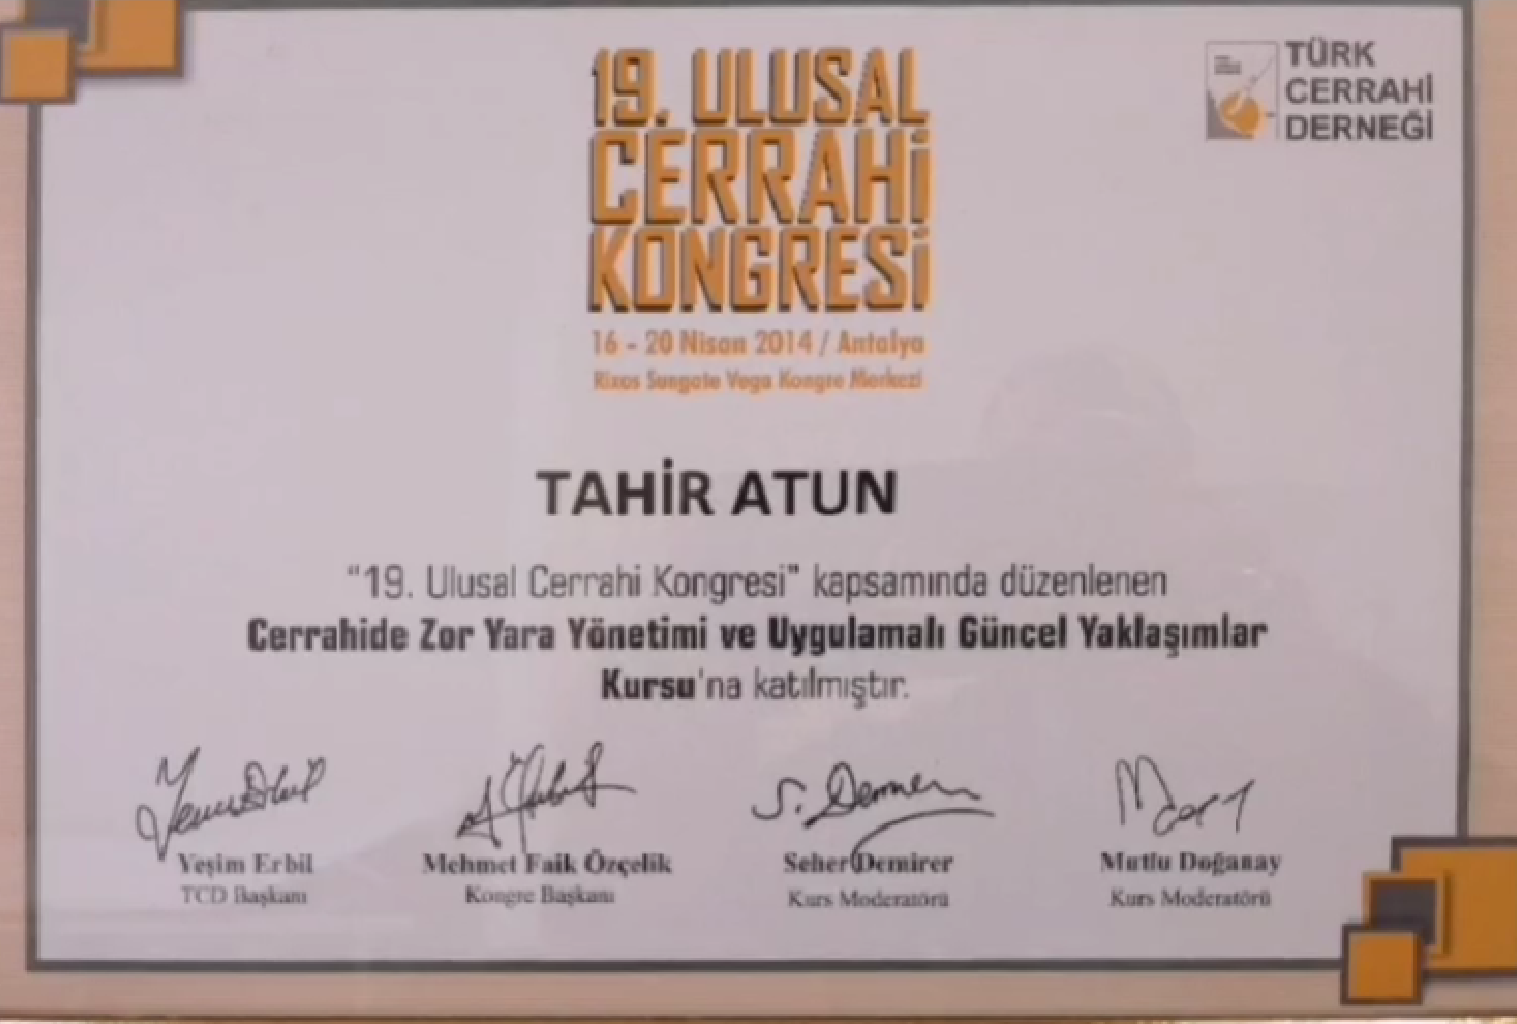 19. ULUSAL
CERRAHİ
KONGRESİ
16 - 20 Nisan 2014 / Antalya
Rixos Sungate Vega Kongre Merkezi
TÜRK
CERRAHİ
DERNEĞİ
TAHİR ATUN
"19. Ulusal Cerrahi Kongresi" kapsamında düzenlenen
Cerrahide Zor Yara Yönetimi ve Uygulamalı Güncel Yaklaşımlar
Kursu'na katılmıştır.
Yeşim Erbil
TCD Başkanı
Mehmet Faik Özçelik
Kongre Başkanı
Seher Demirer
Kurs Moderatörü
Mutlu Doğanay
Kurs Moderatörü